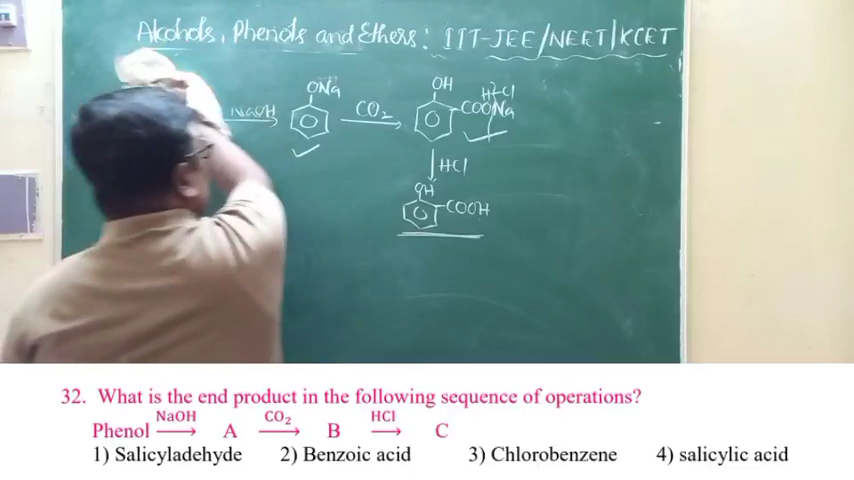 Alcohols, Phenols and Ethers: IIT-JEE/NEET/KCET
NaOH ONa CO2 OH COONa H Cl
HCl
OH COOH
32. What is the end product in the following sequence of operations?
Phenol NaOH→ A CO2→ B HCl→ C
1) Salicyladehyde 2) Benzoic acid 3) Chlorobenzene 4) salicylic acid